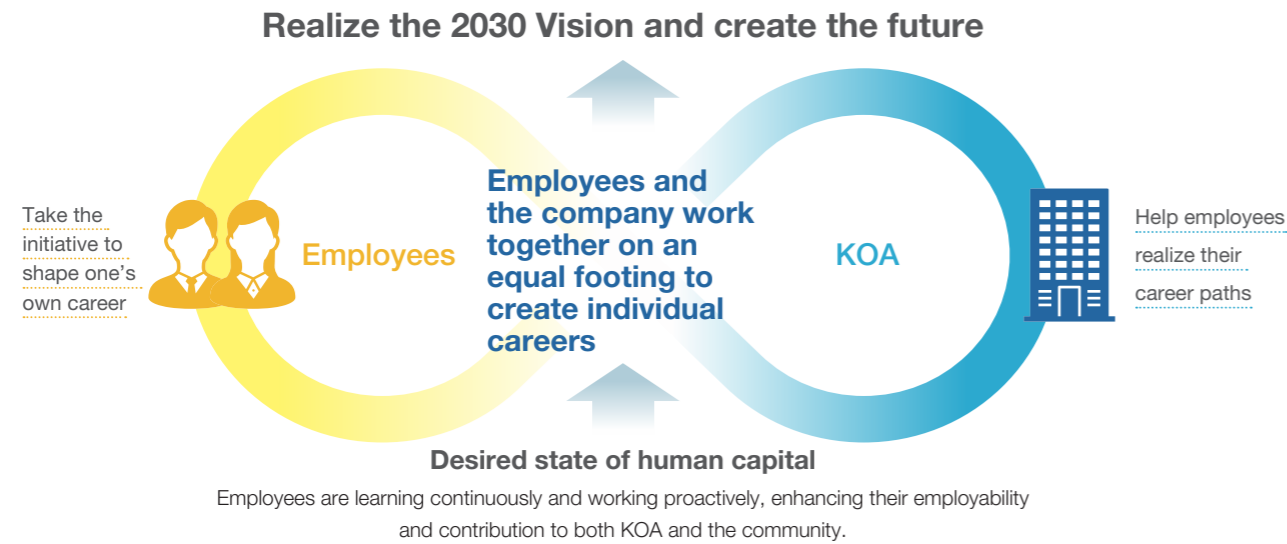 Realize the 2030 Vision and create the future
Take the
initiative to
shape one's
own career
Employees
Employees and
the company work
together on an
equal footing to
create individual
careers
KOA
Help employees
realize their
career paths
Desired state of human capital
Employees are learning continuously and working proactively, enhancing their employability
and contribution to both KOA and the community.